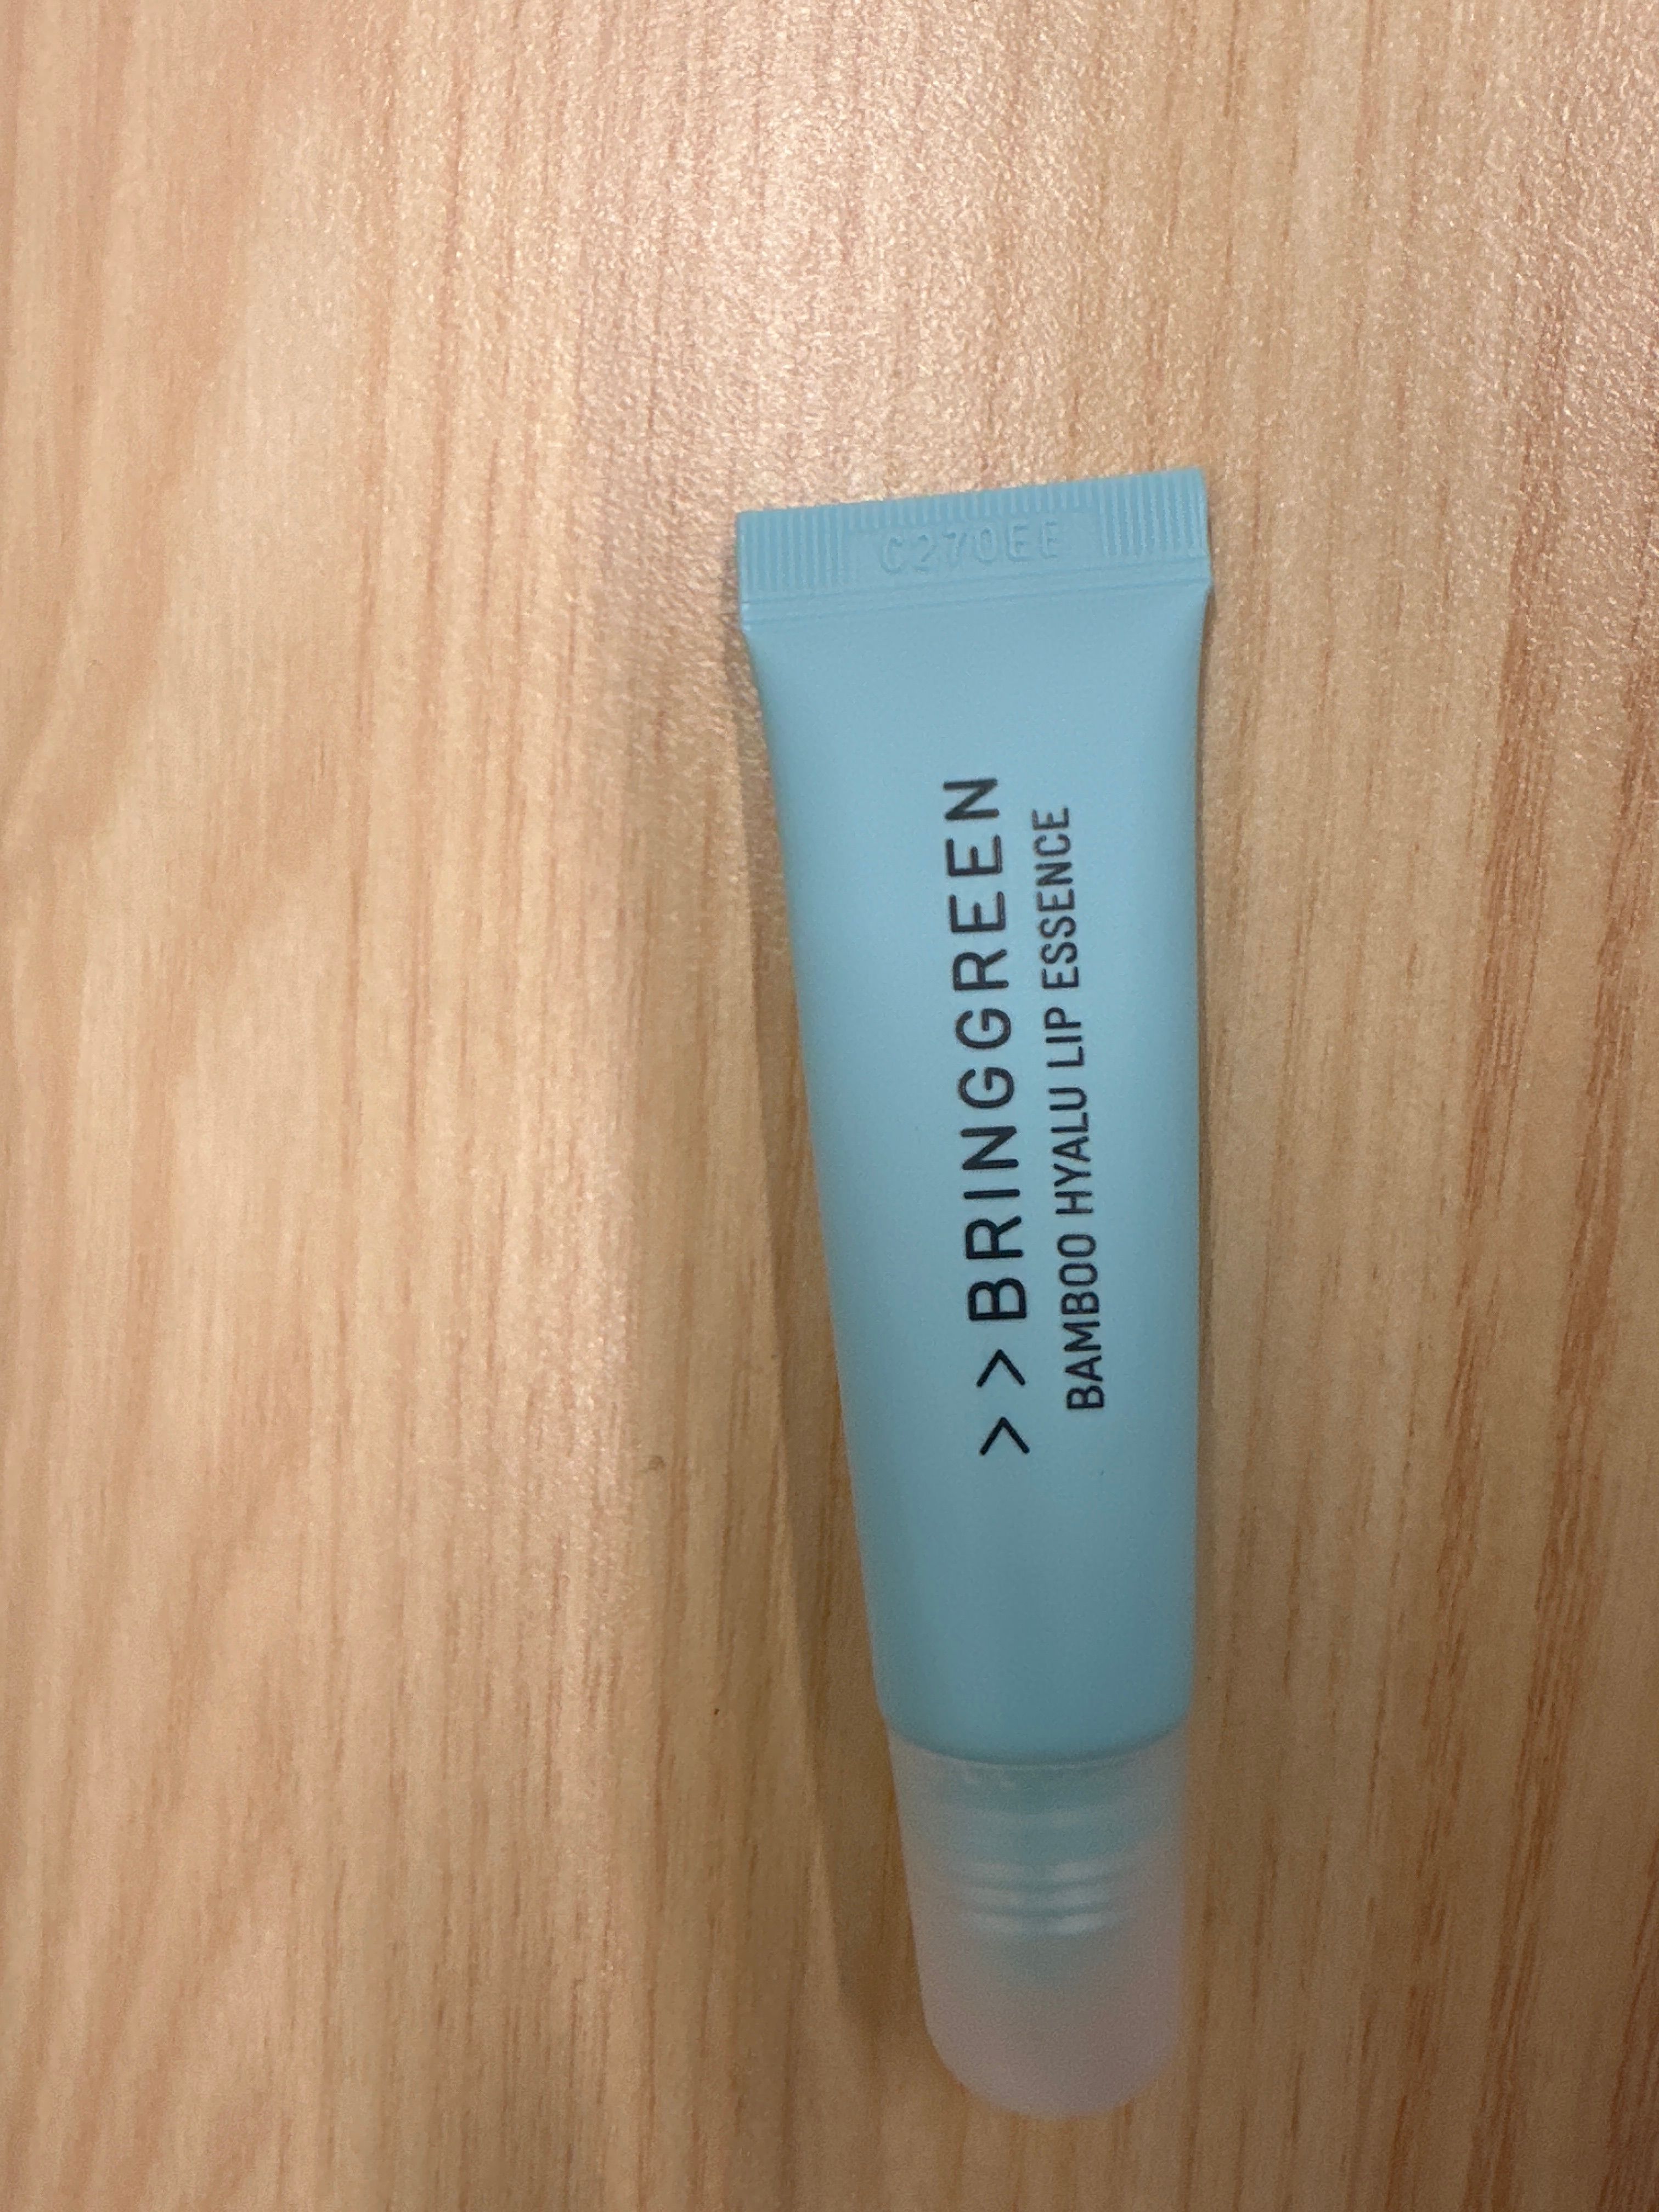 C270EE
>>BRINGGREEN
BAMBOO HYALU LIP ESSENCE